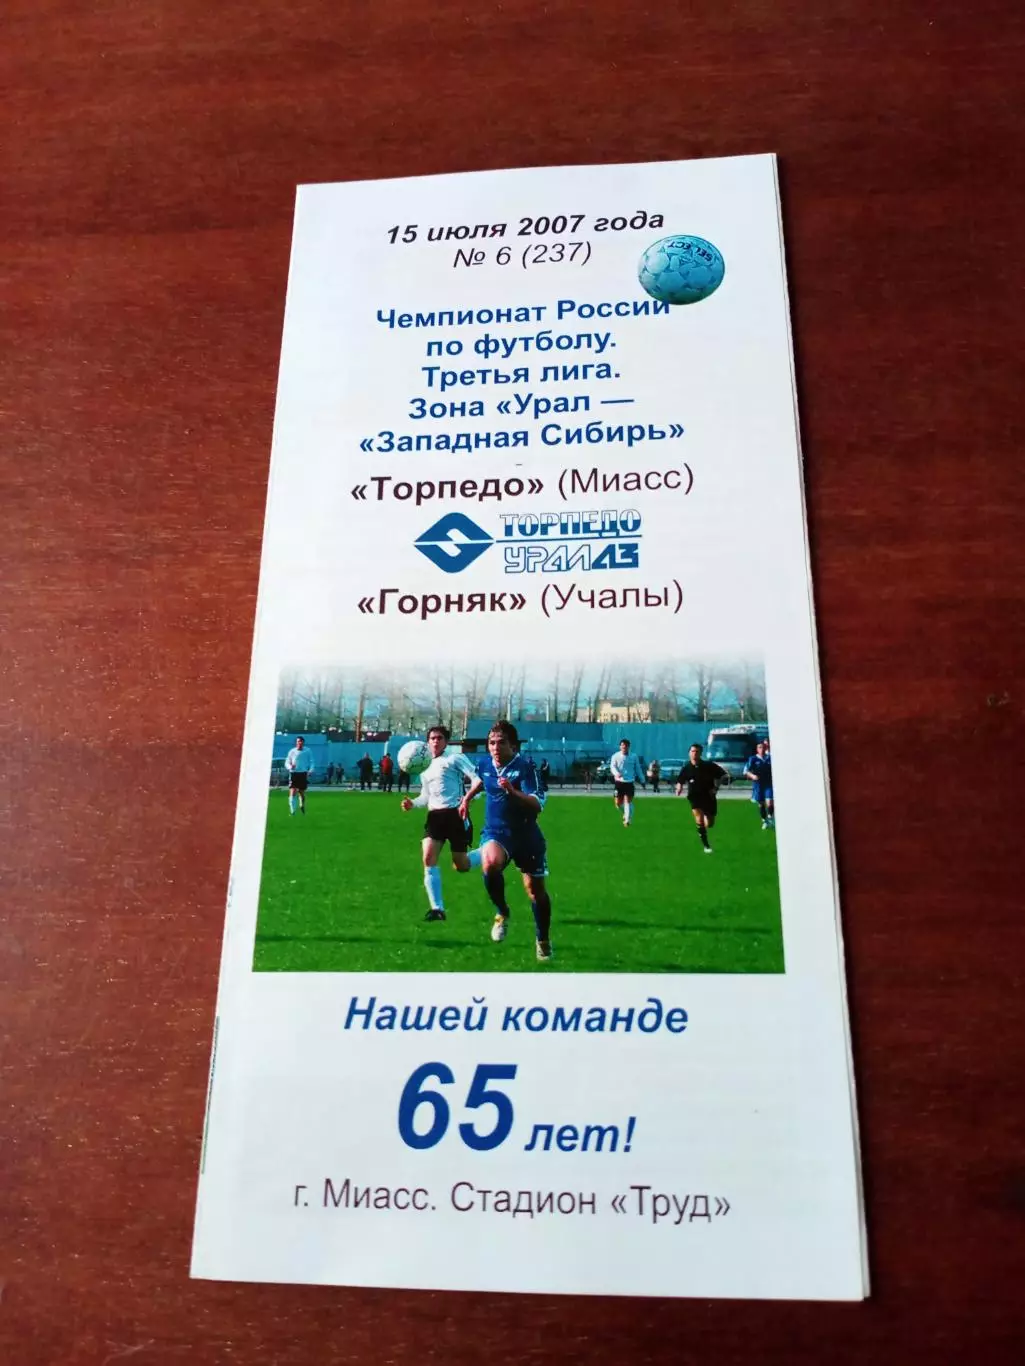 15 июля 2007 года
№ 6 (237)
SELECT
Чемпионат России
по футболу.
Третья лига.
Зона «Урал —
«Западная Сибирь»
«Торпедо» (Миасс)
ТОРПЕДО
УРАЛАЗ
«Горняк» (Учалы)
Нашей команде
65 лет!
г. Миасс. Стадион «Труд»